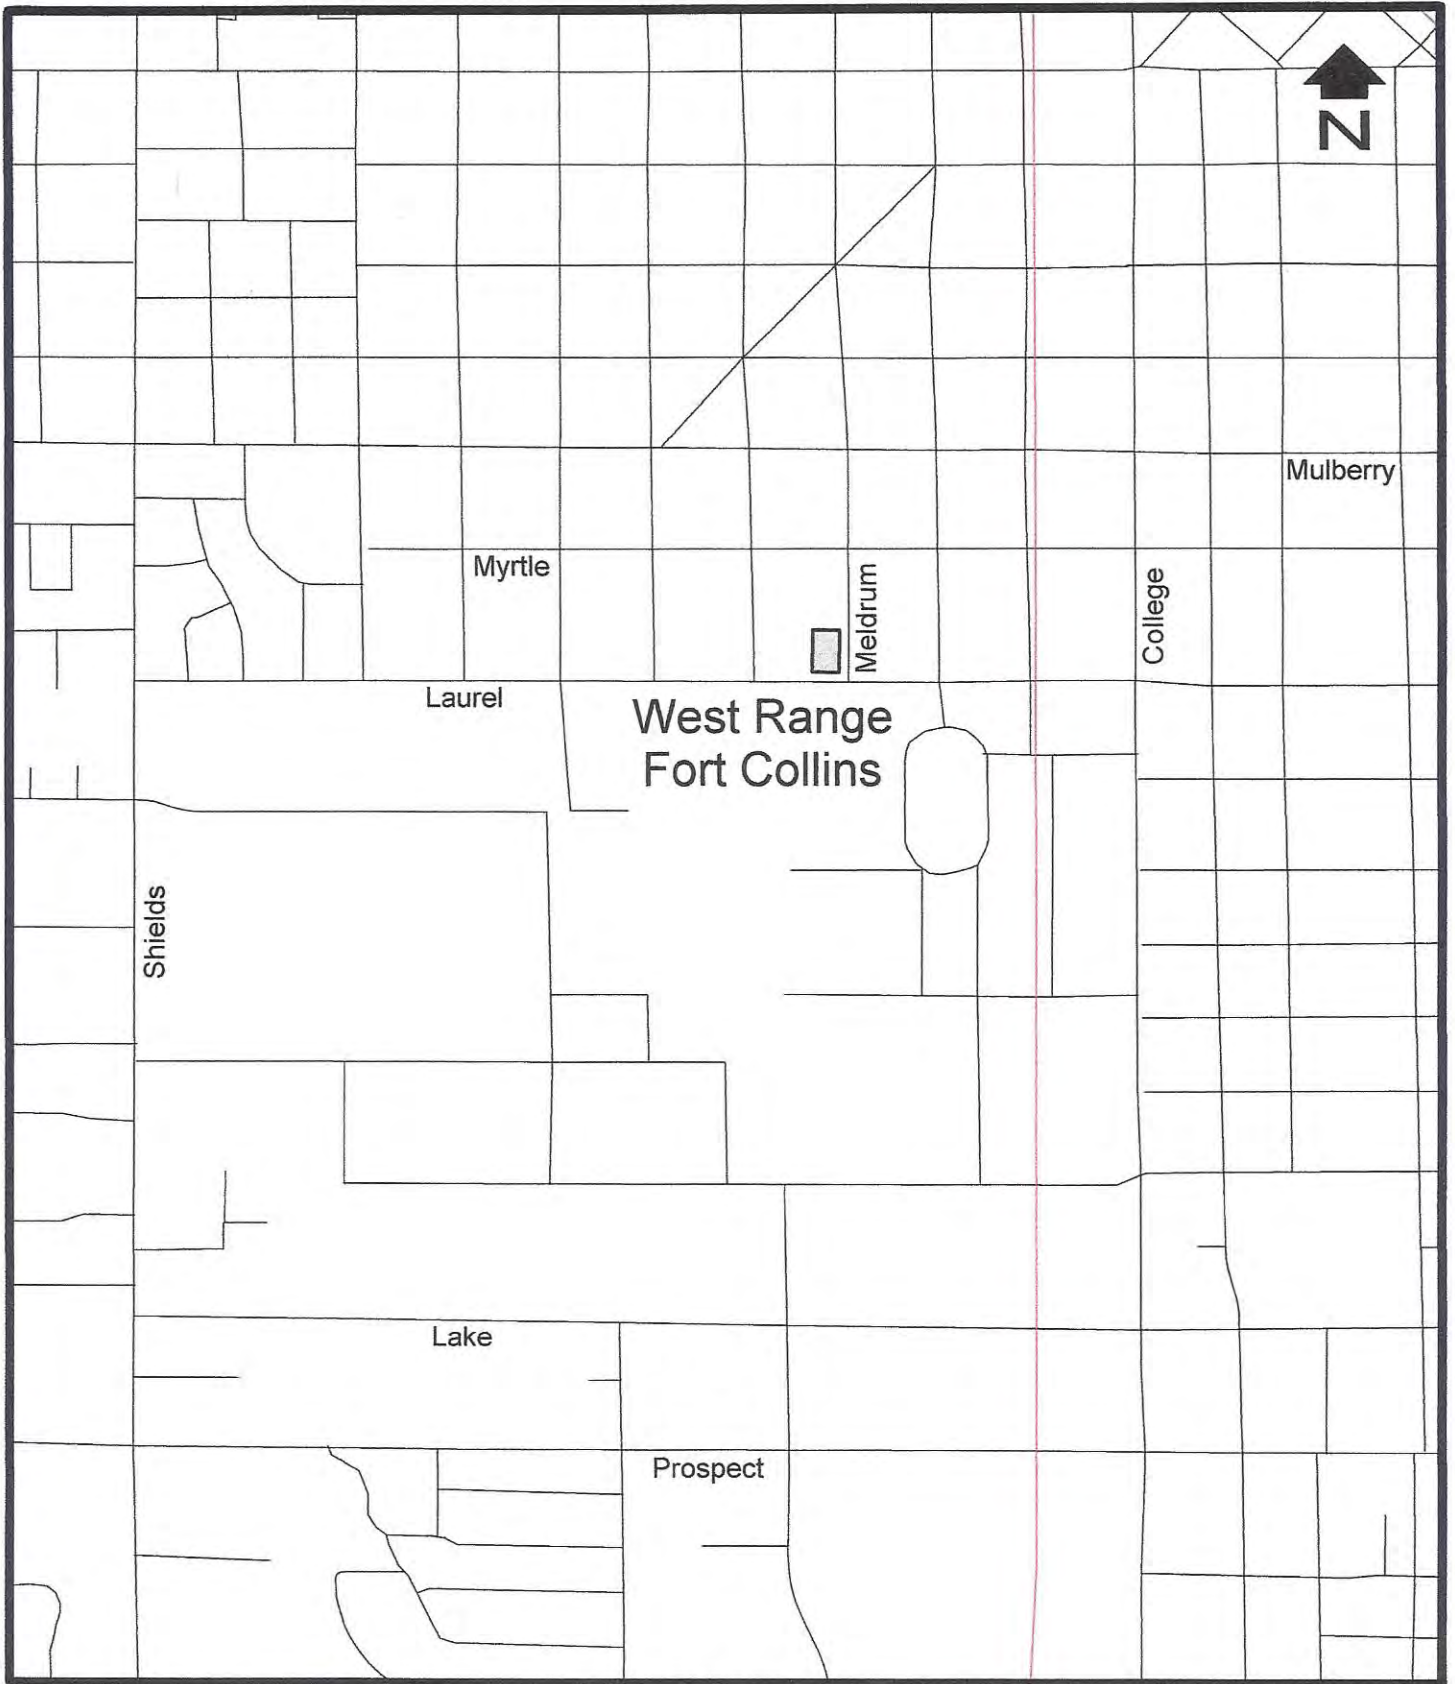 N
Mulberry
Myrtle
Meldrum
College
Laurel
West Range
Fort Collins
Shields
Lake
Prospect